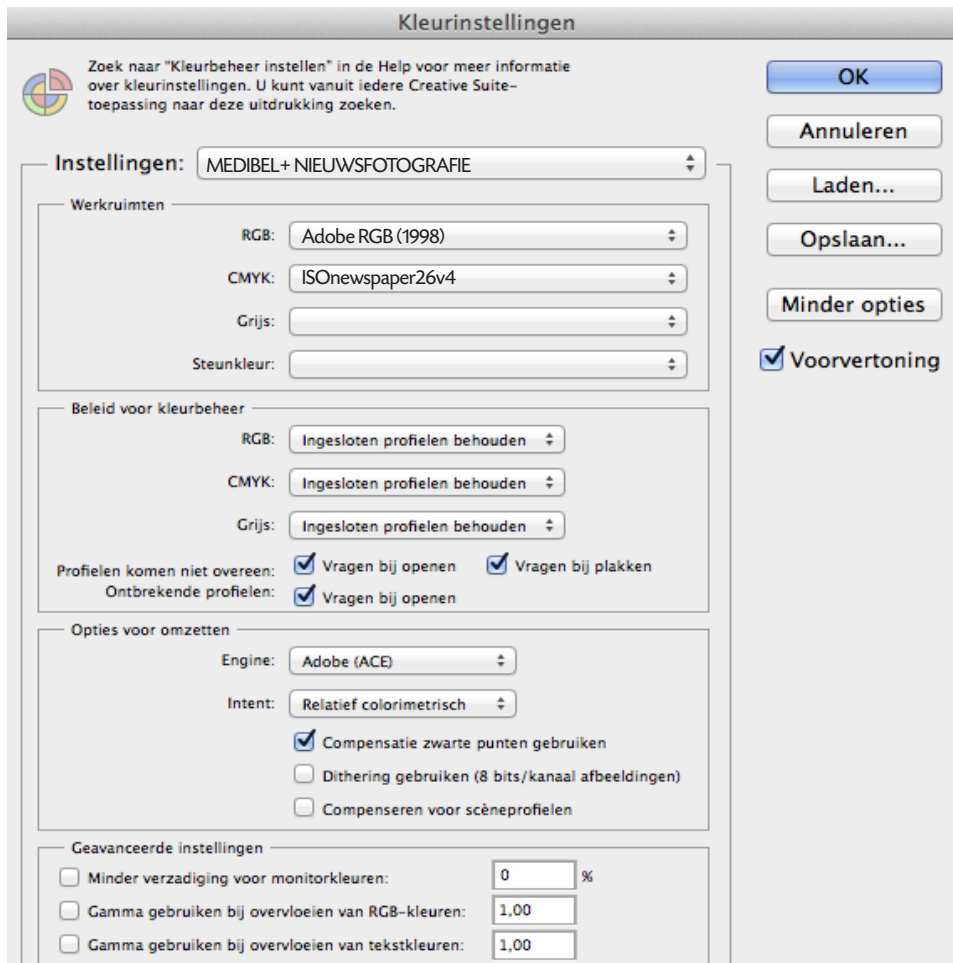 Kleurinstellingen
Zoek naar "Kleurbeheer instellen" in de Help voor meer informatie
over kleurinstellingen. U kunt vanuit iedere Creative Suite-
toepassing naar deze uitdrukking zoeken.
OK
Annuleren
Laden...
Opslaan...
Minder opties
Voorvertoning
Instellingen: MEDIBEL+ NIEUWSFOTOGRAFIE
Werkruimten
RGB: Adobe RGB (1998)
CMYK: ISOnewspaper26v4
Grijs:
Steunkleur:
Beleid voor kleurbeheer
RGB: Ingesloten profielen behouden
CMYK: Ingesloten profielen behouden
Grijs: Ingesloten profielen behouden
Profielen komen niet overeen: Vragen bij openen Vragen bij plakken
Ontbrekende profielen: Vragen bij openen
Opties voor omzetten
Engine: Adobe (ACE)
Intent: Relatief colorimetrisch
Compensatie zwarte punten gebruiken
Dithering gebruiken (8 bits/kanaal afbeeldingen)
Compenseren voor scèneprofielen
Geavanceerde instellingen
Minder verzadiging voor monitorkleuren: 0 %
Gamma gebruiken bij overvloeien van RGB-kleuren: 1,00
Gamma gebruiken bij overvloeien van tekstkleuren: 1,00